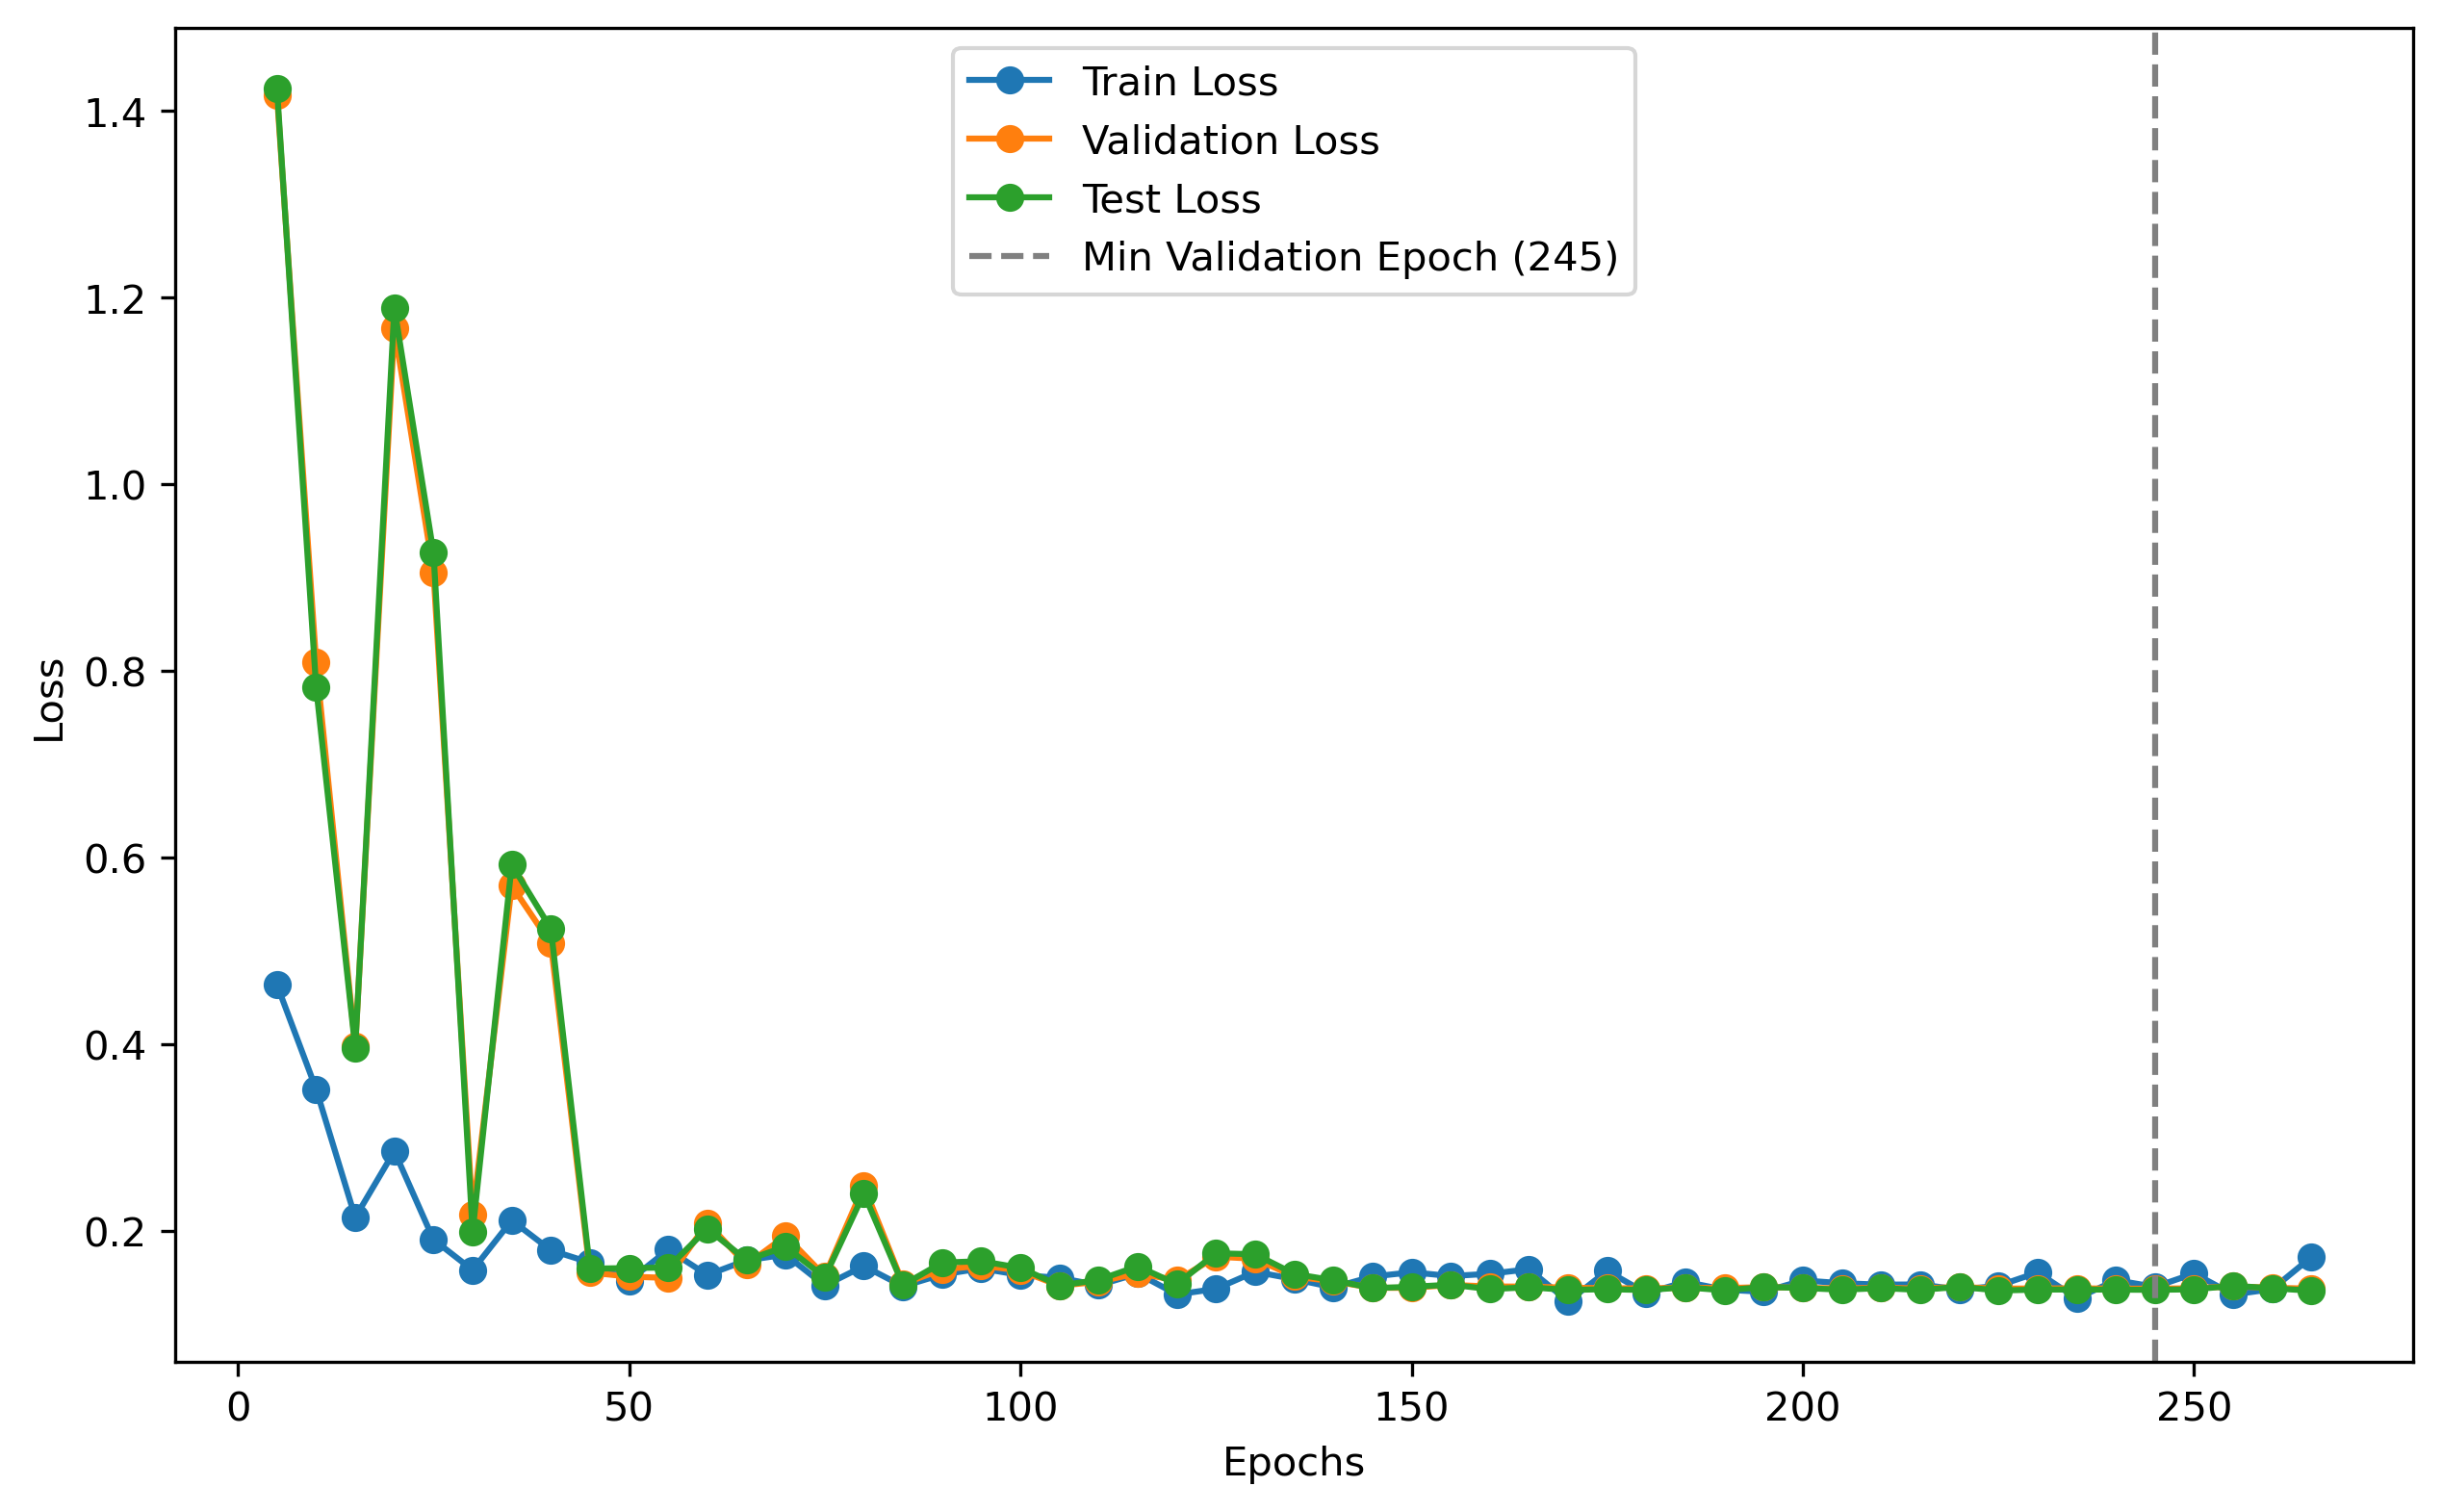 Train Loss
Validation Loss
Test Loss
Min Validation Epoch (245)
1.4
1.2
1.0
0.8
0.6
0.4
0.2
Loss
0 50 100 150 200 250
Epochs